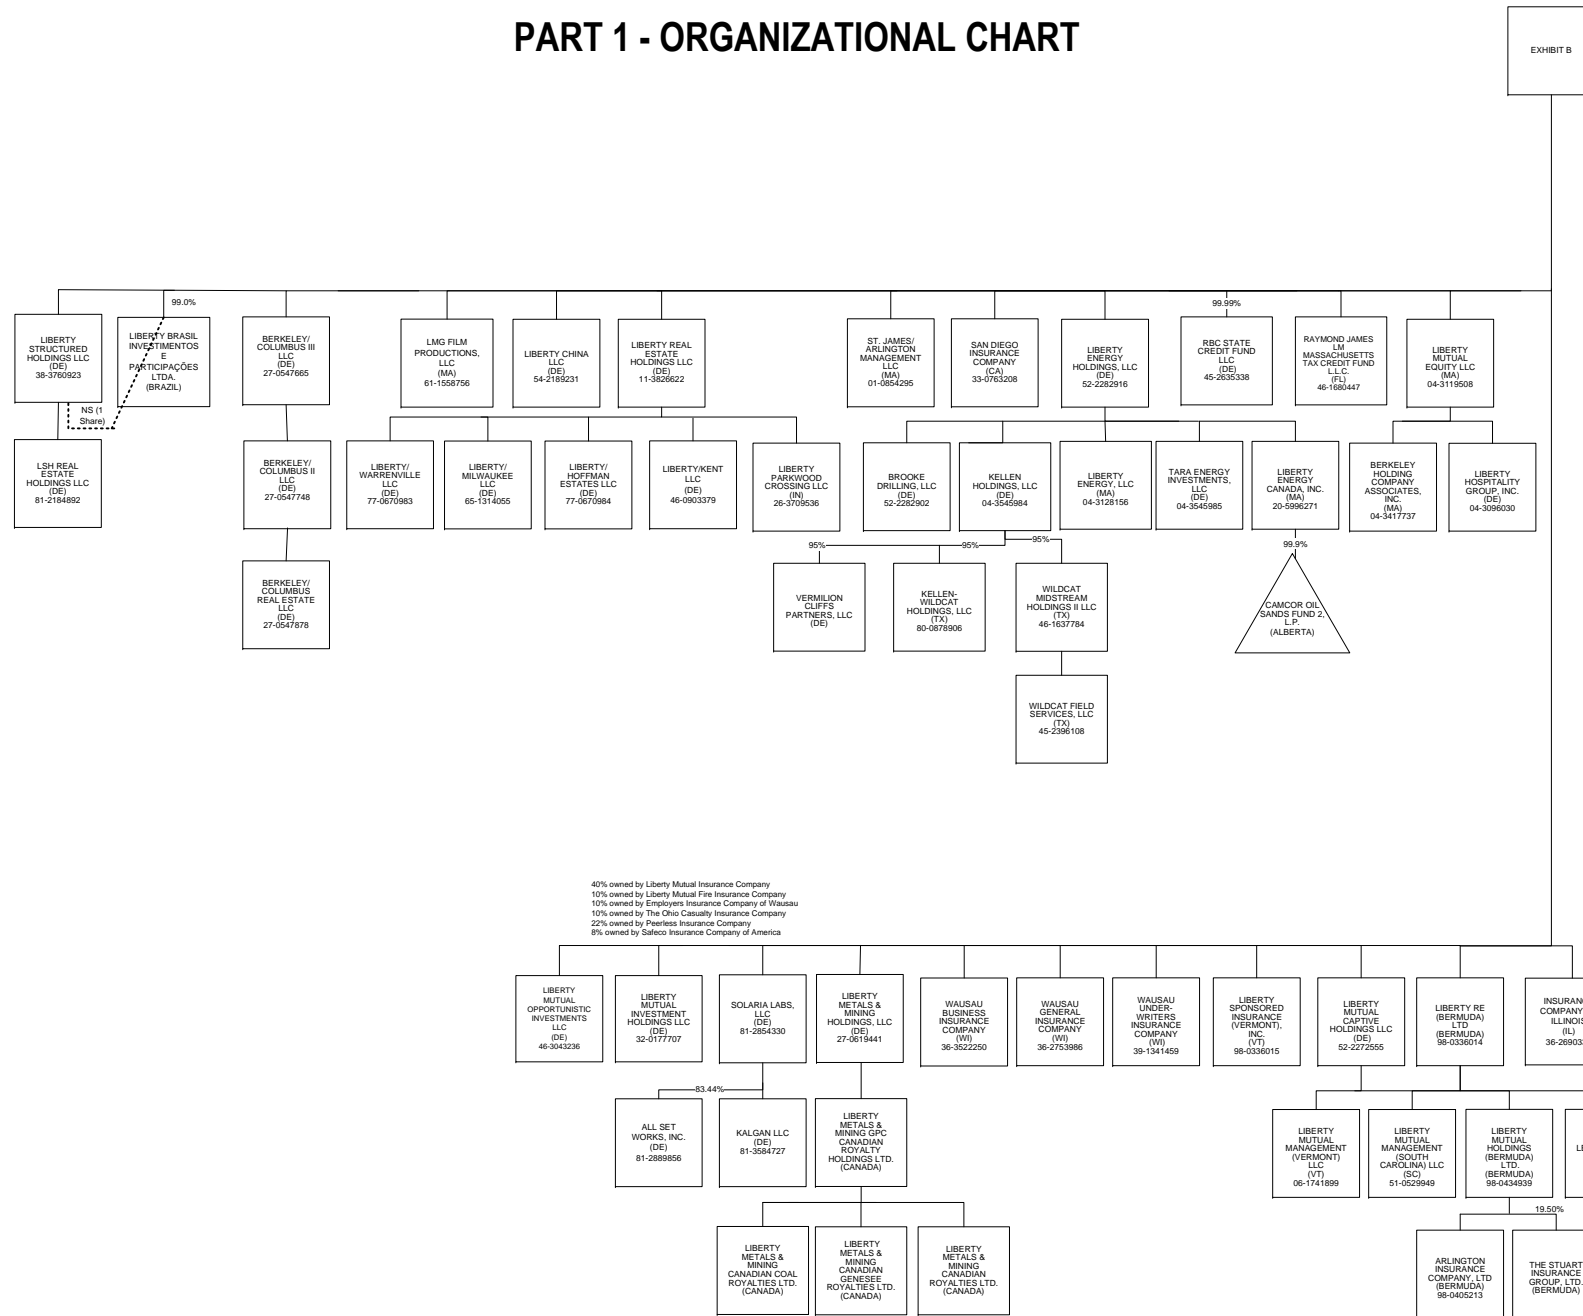 PART 1 - ORGANIZATIONAL CHART
EXHIBIT B
99.0%
99.99%
LIBERTY
STRUCTURED
HOLDINGS LLC
(DE)
38-3760923
LIBERTY BRASIL
INVESTIMENTOS
E
PARTICIPAÇÕES
LTDA.
(BRAZIL)
BERKELEY/
COLUMBUS III
LLC
(DE)
27-0547665
LMG FILM
PRODUCTIONS,
LLC
(MA)
61-1558756
LIBERTY CHINA
LLC
(DE)
54-2189231
LIBERTY REAL
ESTATE
HOLDINGS LLC
(DE)
11-3826622
ST. JAMES/
ARLINGTON
MANAGEMENT
LLC
(MA)
01-0854295
SAN DIEGO
INSURANCE
COMPANY
(CA)
33-0763208
LIBERTY
ENERGY
HOLDINGS, LLC
(DE)
52-2282916
RBC STATE
CREDIT FUND
LLC
(DE)
45-2635338
RAYMOND JAMES
LM
MASSACHUSETTS
TAX CREDIT FUND
L.L.C.
(FL)
46-1680447
LIBERTY
MUTUAL
EQUITY LLC
(MA)
04-3119508
NS (1
Share)
LSH REAL
ESTATE
HOLDINGS LLC
(DE)
81-2184892
BERKELEY/
COLUMBUS II
LLC
(DE)
27-0547748
LIBERTY/
WARRENVILLE
LLC
(DE)
77-0670983
LIBERTY/
MILWAUKEE
LLC
(DE)
65-1314055
LIBERTY/
HOFFMAN
ESTATES LLC
(DE)
77-0670984
LIBERTY/KENT
LLC
(DE)
46-0903379
LIBERTY
PARKWOOD
CROSSING LLC
(IN)
26-3709536
BROOKE
DRILLING, LLC
(DE)
52-2282902
KELLEN
HOLDINGS, LLC
(DE)
04-3545984
LIBERTY
ENERGY, LLC
(MA)
04-3128156
TARA ENERGY
INVESTMENTS,
LLC
(DE)
04-3545985
LIBERTY
ENERGY
CANADA, INC.
(MA)
20-5996271
BERKELEY
HOLDING
COMPANY
ASSOCIATES,
INC.
(MA)
04-3417737
LIBERTY
HOSPITALITY
GROUP, INC.
(DE)
04-3096030
95%
95%
95%
99.9%
BERKELEY/
COLUMBUS
REAL ESTATE
LLC
(DE)
27-0547878
VERMILION
CLIFFS
PARTNERS, LLC
(DE)
KELLEN-
WILDCAT
HOLDINGS, LLC
(TX)
80-0878906
WILDCAT
MIDSTREAM
HOLDINGS II LLC
(TX)
46-1637784
CAMCOR OIL
SANDS FUND 2,
L.P.
(ALBERTA)
WILDCAT FIELD
SERVICES, LLC
(TX)
45-2396108
40% owned by Liberty Mutual Insurance Company
10% owned by Liberty Mutual Fire Insurance Company
10% owned by Employers Insurance Company of Wausau
10% owned by The Ohio Casualty Insurance Company
22% owned by Peerless Insurance Company
8% owned by Safeco Insurance Company of America
LIBERTY
MUTUAL
OPPORTUNISTIC
INVESTMENTS
LLC
(DE)
46-3043236
LIBERTY
MUTUAL
INVESTMENT
HOLDINGS LLC
(DE)
32-0177707
SOLARIA LABS,
LLC
(DE)
81-2854330
LIBERTY
METALS &
MINING
HOLDINGS, LLC
(DE)
27-0619441
WAUSAU
BUSINESS
INSURANCE
COMPANY
(WI)
36-3522250
WAUSAU
GENERAL
INSURANCE
COMPANY
(WI)
36-2753986
WAUSAU
UNDER-
WRITERS
INSURANCE
COMPANY
(WI)
39-1341459
LIBERTY
SPONSORED
INSURANCE
(VERMONT),
INC.
(VT)
98-0336015
LIBERTY
MUTUAL
CAPTIVE
HOLDINGS LLC
(DE)
52-2272555
LIBERTY RE
(BERMUDA)
LTD
(BERMUDA)
98-0336014
INSURAN
COMPANY
ILLINOIS
(IL)
36-26903
83.44%
ALL SET
WORKS, INC.
(DE)
81-2889856
KALGAN LLC
(DE)
81-3584727
LIBERTY
METALS &
MINING GPC
CANADIAN
ROYALTY
HOLDINGS LTD.
(CANADA)
LIBERTY
MUTUAL
MANAGEMENT
(VERMONT)
LLC
(VT)
06-1741899
LIBERTY
MUTUAL
MANAGEMENT
(SOUTH
CAROLINA) LLC
(SC)
51-0529949
LIBERTY
MUTUAL
HOLDINGS
(BERMUDA)
LTD.
(BERMUDA)
98-0434939
19.50%
LIBERTY
METALS &
MINING
CANADIAN COAL
ROYALTIES LTD.
(CANADA)
LIBERTY
METALS &
MINING
CANADIAN
GENESEE
ROYALTIES LTD.
(CANADA)
LIBERTY
METALS &
MINING
CANADIAN
ROYALTIES LTD.
(CANADA)
ARLINGTON
INSURANCE
COMPANY, LTD
(BERMUDA)
98-0405213
THE STUART
INSURANCE
GROUP, LTD.
(BERMUDA)